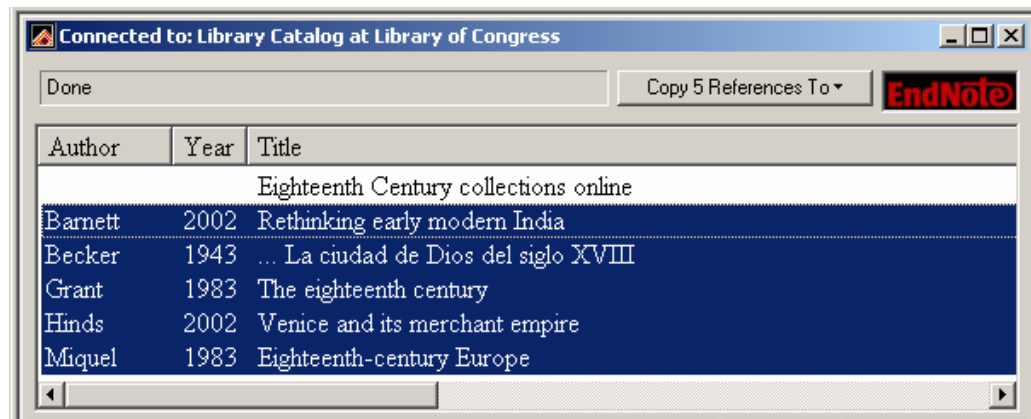 Connected to: Library Catalog at Library of Congress
Done Copy 5 References To EndNote
Author Year Title
Eighteenth Century collections online
Barnett 2002 Rethinking early modern India
Becker 1943 ... La ciudad de Dios del siglo XVIII
Grant 1983 The eighteenth century
Hinds 2002 Venice and its merchant empire
Miquel 1983 Eighteenth-century Europe